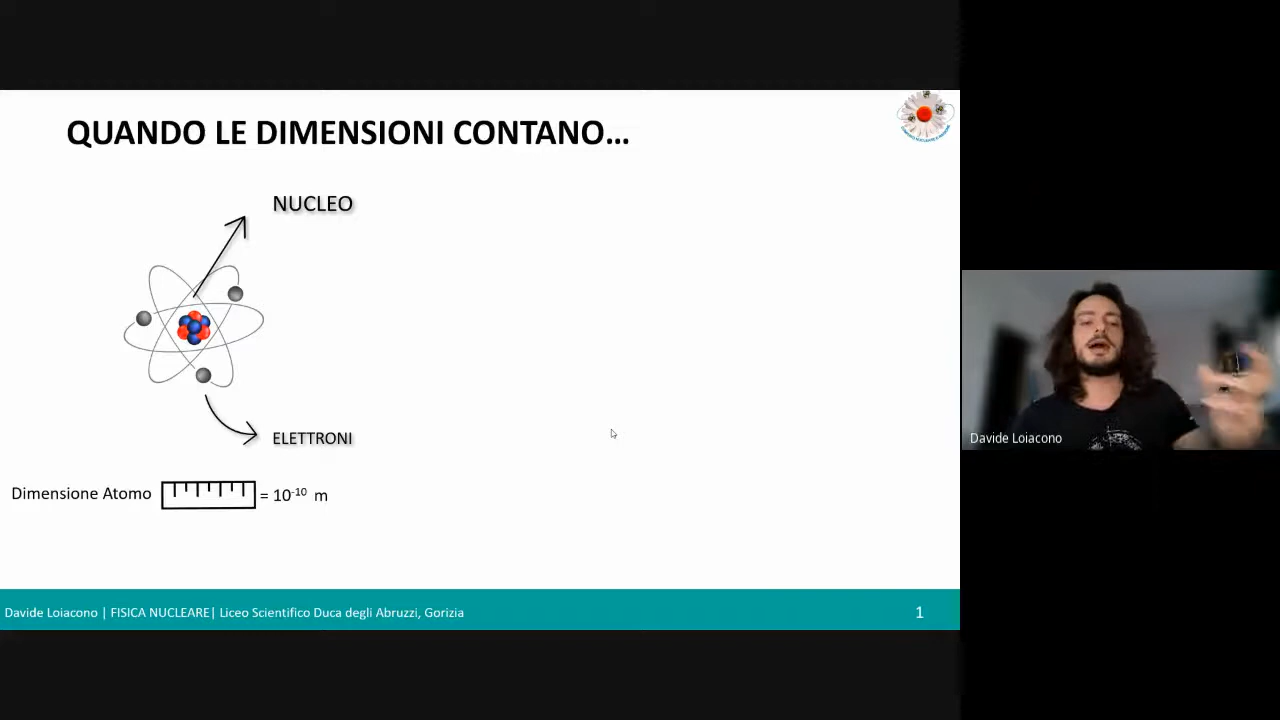 QUANDO LE DIMENSIONI CONTANO...
NUCLEO
ELETTRONI
Dimensione Atomo = 10⁻¹⁰ m
Davide Loiacono
Davide Loiacono | FISICA NUCLEARE| Liceo Scientifico Duca degli Abruzzi, Gorizia
1